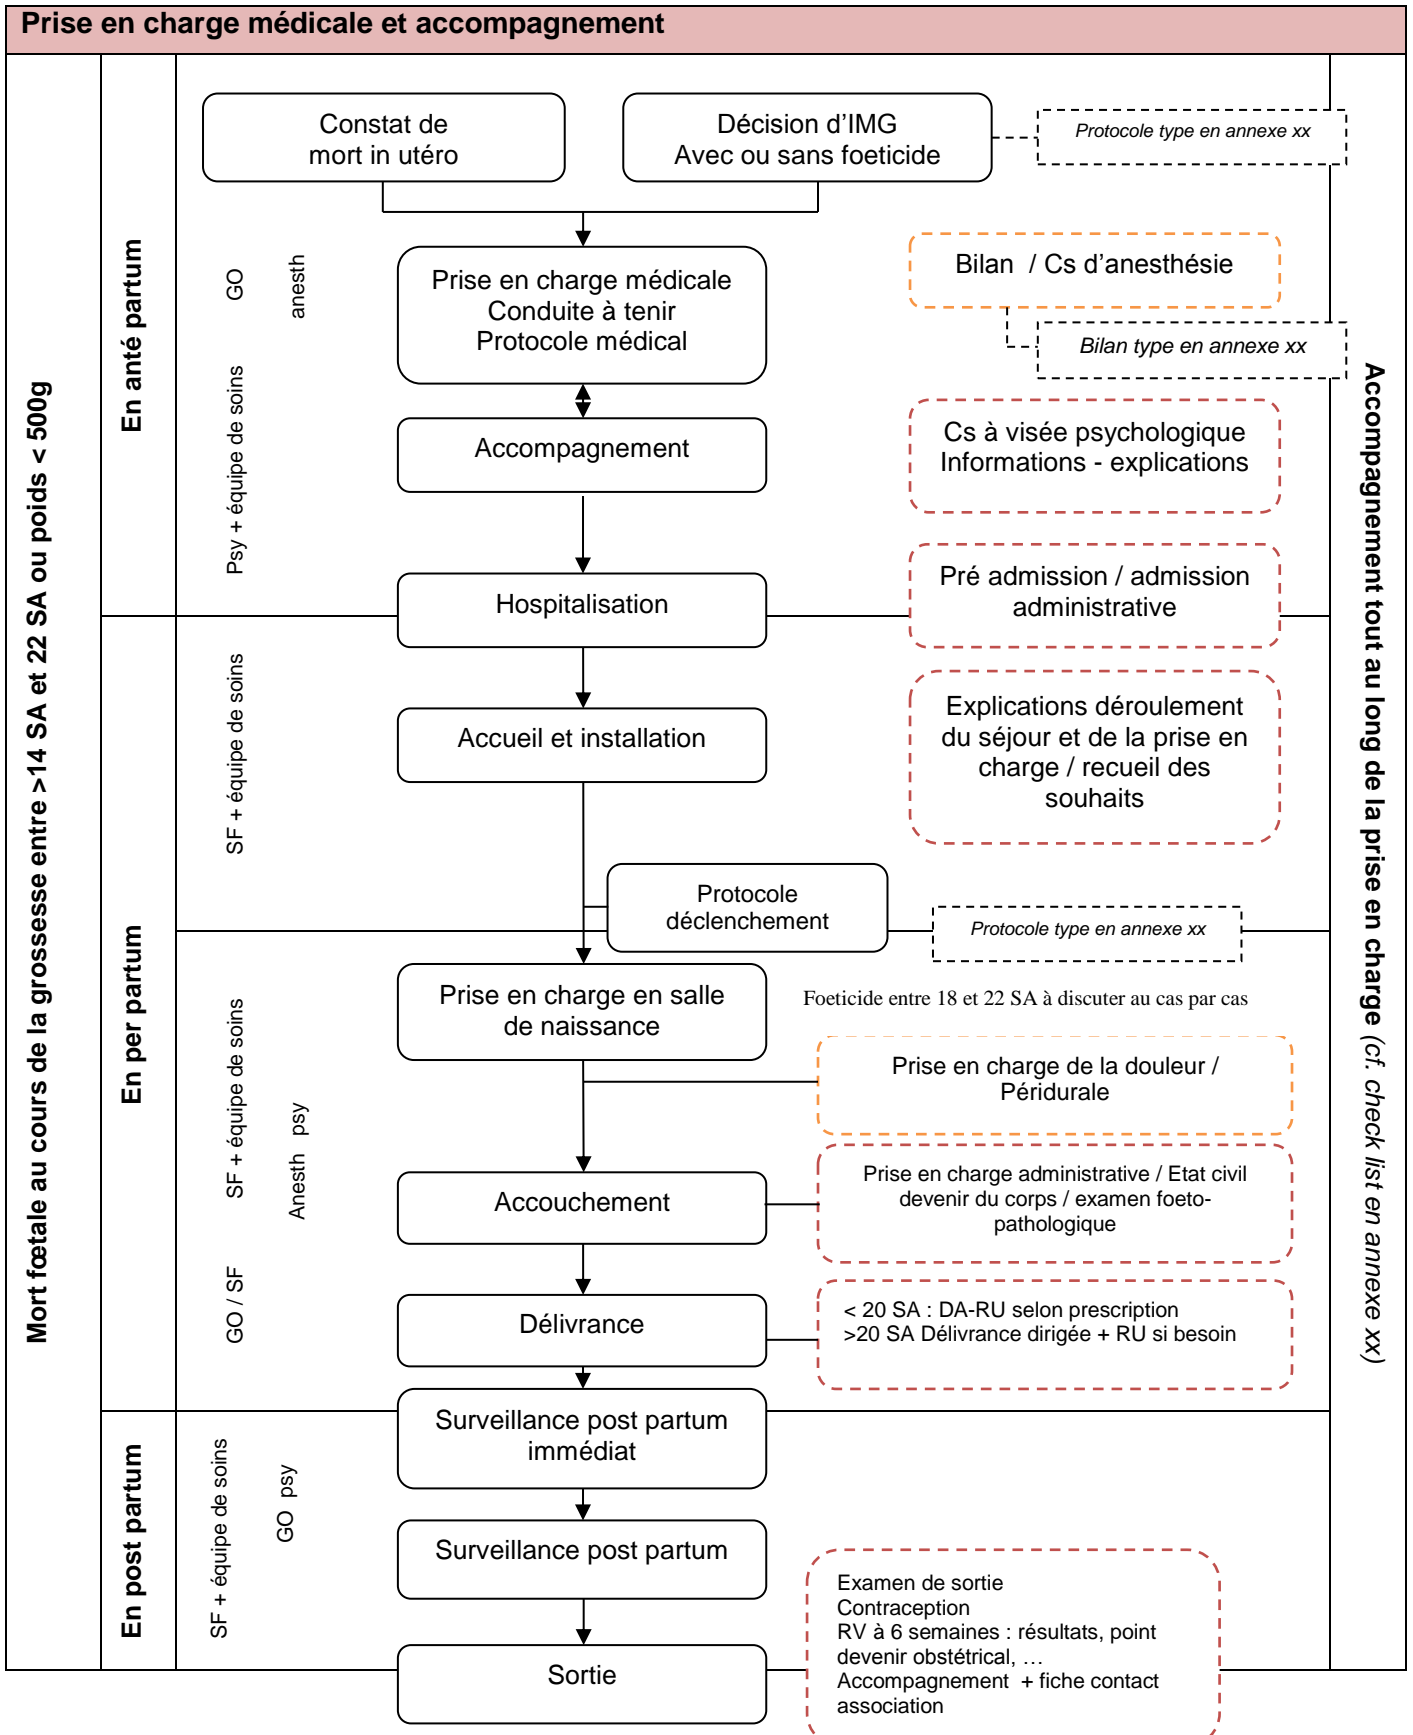 Prise en charge médicale et accompagnement
Mort fœtale au cours de la grossesse entre >14 SA et 22 SA ou poids < 500g
En anté partum
GO
anesth
Psy + équipe de soins
Constat de
mort in utéro
Décision d’IMG
Avec ou sans foeticide
Protocole type en annexe xx
Prise en charge médicale
Conduite à tenir
Protocole médical
Bilan / Cs d’anesthésie
Bilan type en annexe xx
Accompagnement
Cs à visée psychologique
Informations - explications
Hospitalisation
Pré admission / admission
administrative
En per partum
SF + équipe de soins
Accueil et installation
Explications déroulement
du séjour et de la prise en
charge / recueil des
souhaits
Protocole
déclenchement
Protocole type en annexe xx
SF + équipe de soins
Anesth psy
GO / SF
Prise en charge en salle
de naissance
Foeticide entre 18 et 22 SA à discuter au cas par cas
Prise en charge de la douleur /
Péridurale
Accouchement
Prise en charge administrative / Etat civil
devenir du corps / examen foeto-
pathologique
Délivrance
< 20 SA : DA-RU selon prescription
>20 SA Délivrance dirigée + RU si besoin
En post partum
SF + équipe de soins
GO psy
Surveillance post partum
immédiat
Surveillance post partum
Sortie
Examen de sortie
Contraception
RV à 6 semaines : résultats, point
devenir obstétrical, …
Accompagnement + fiche contact
association
Accompagnement tout au long de la prise en charge (cf. check list en annexe xx)